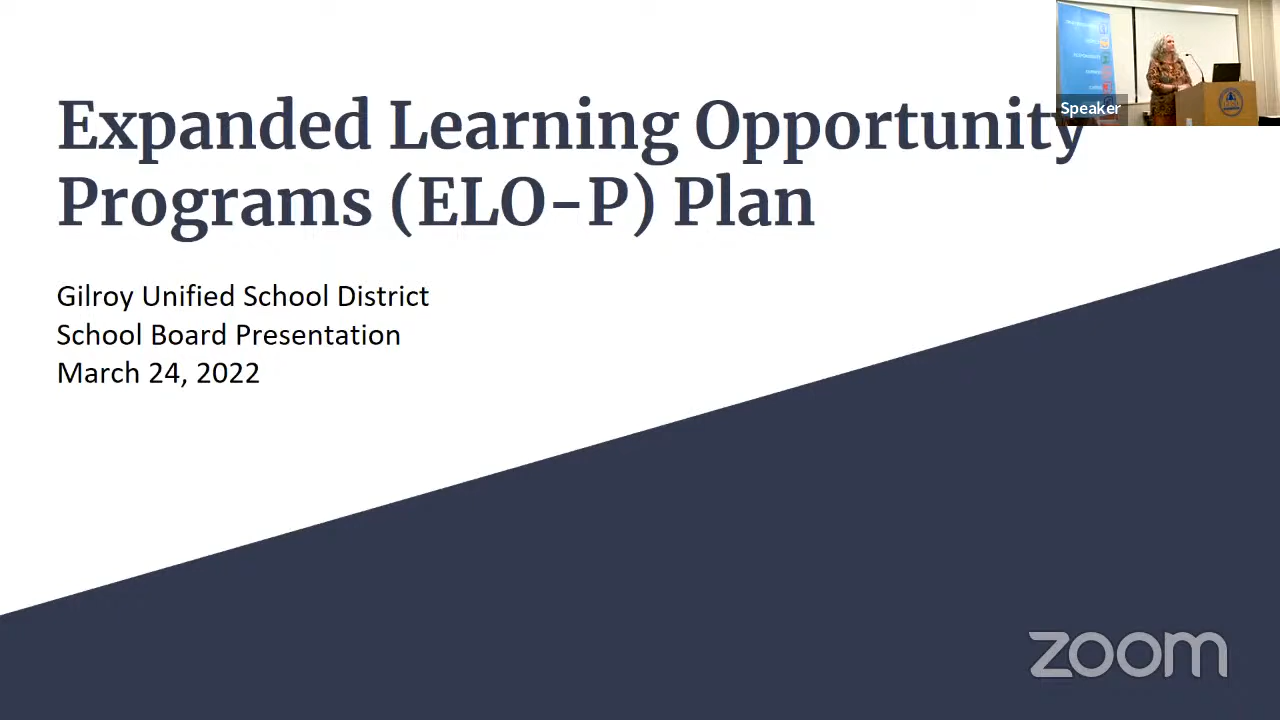 Expanded Learning Opportunity
Programs (ELO-P) Plan
Gilroy Unified School District
School Board Presentation
March 24, 2022
Speaker
zoom